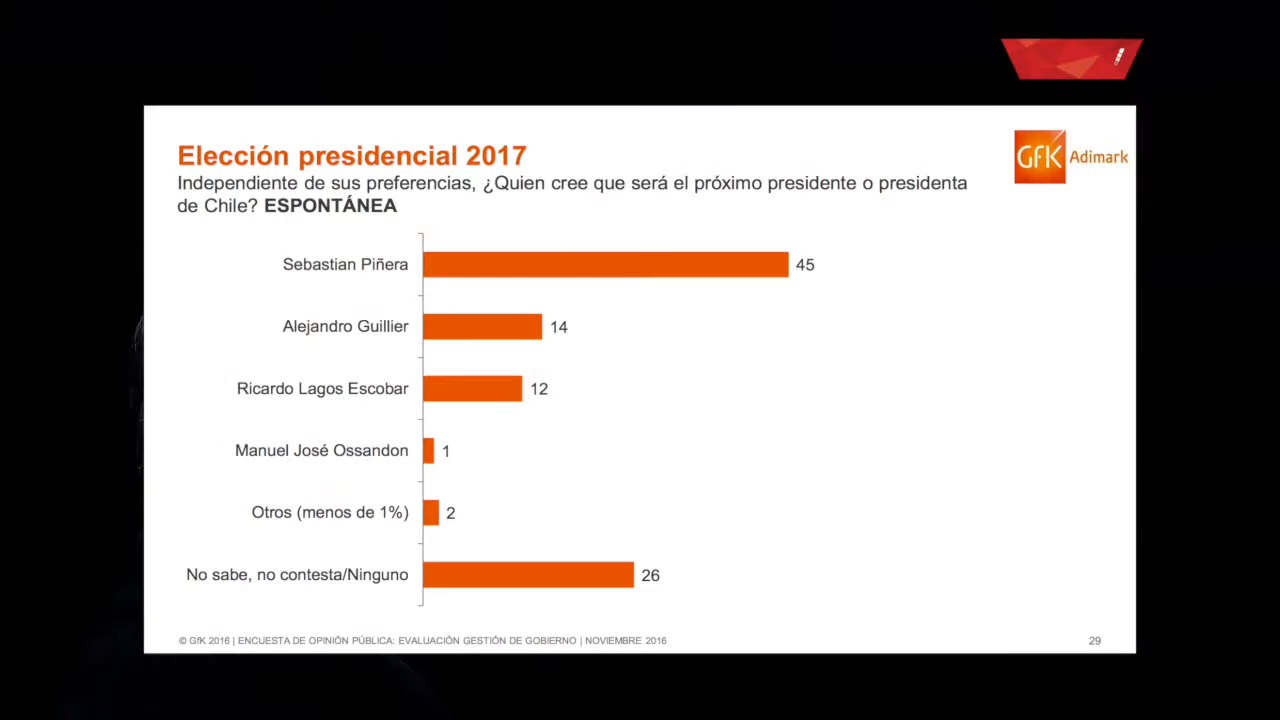 Elección presidencial 2017
Independiente de sus preferencias, ¿Quien cree que será el próximo presidente o presidenta
de Chile? ESPONTÁNEA
GfK Adimark
Sebastian Piñera 45
Alejandro Guillier 14
Ricardo Lagos Escobar 12
Manuel José Ossandon 1
Otros (menos de 1%) 2
No sabe, no contesta/Ninguno 26
© GfK 2016 | ENCUESTA DE OPINIÓN PÚBLICA: EVALUACIÓN GESTIÓN DE GOBIERNO | NOVIEMBRE 2016
29